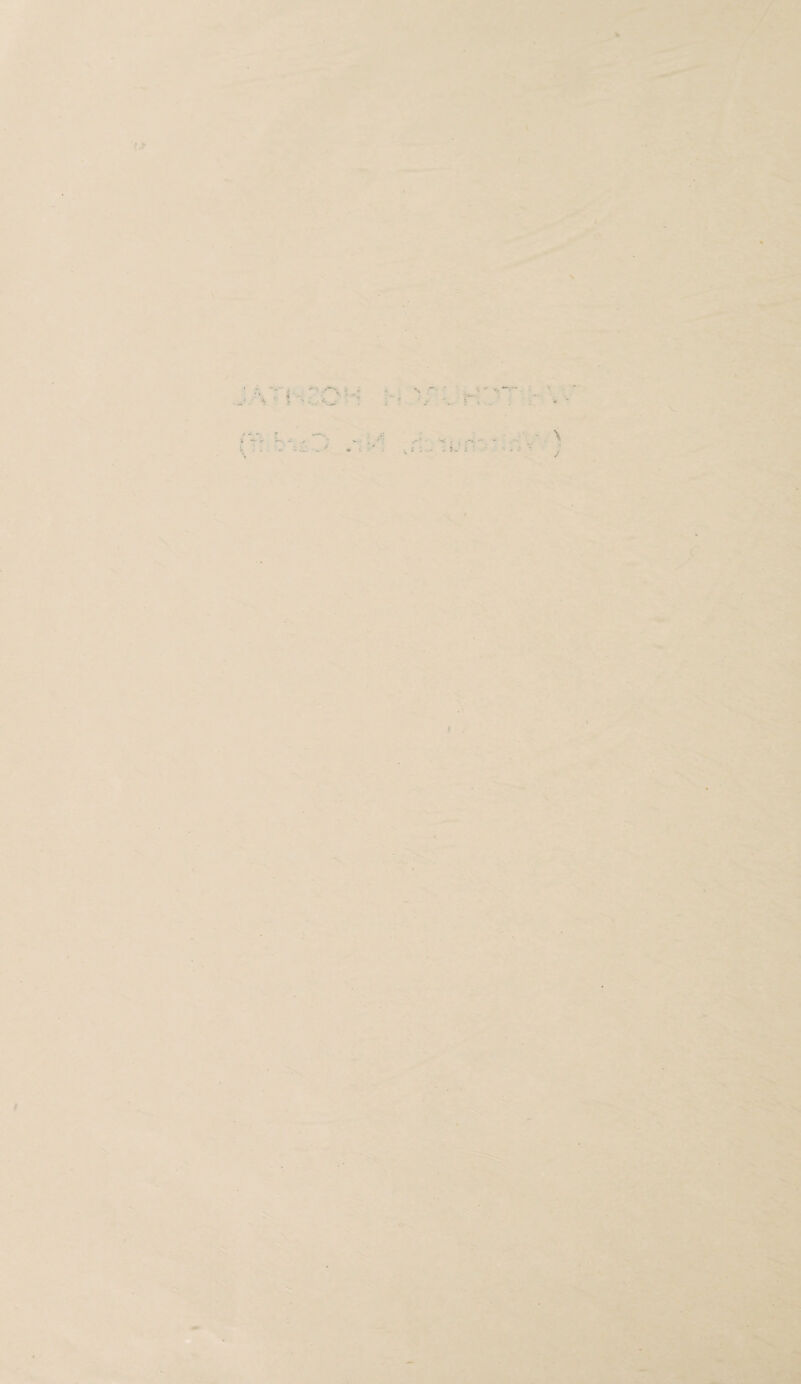 WHITCHURCH HOSPITAL
(Whitchurch, Nr. Cardiff)